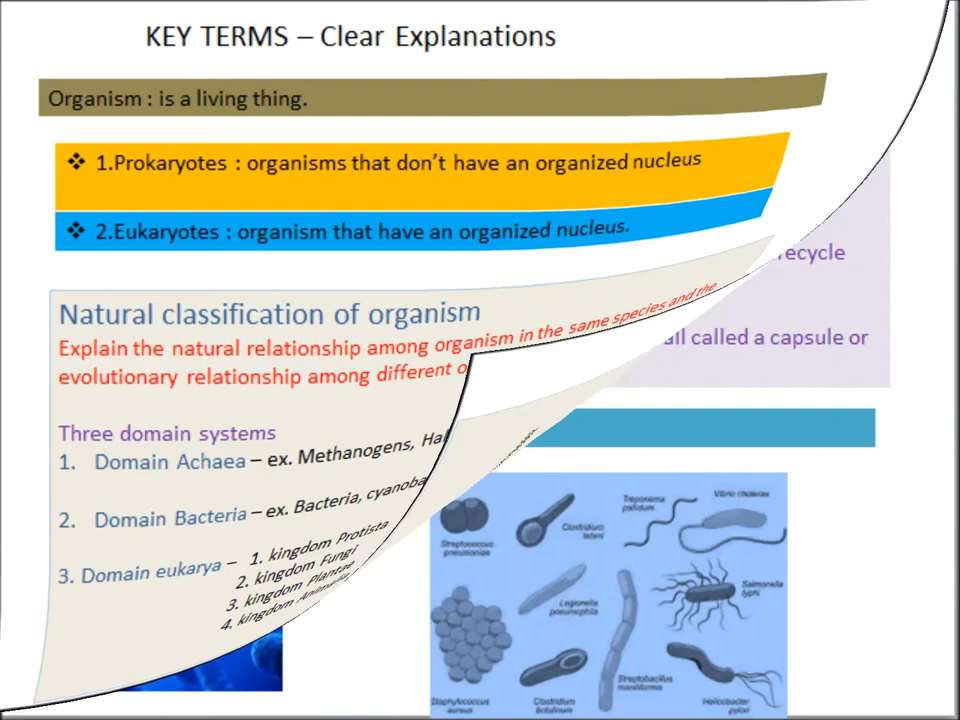 KEY TERMS – Clear Explanations
Organism : is a living thing.
❖ 1.Prokaryotes : organisms that don't have an organized nucleus
❖ 2.Eukaryotes : organism that have an organized nucleus.
recycle
Natural classification of organism
Explain the natural relationship among organism in the same species and the
called a capsule or
evolutionary relationship among different
Three domain systems
1. Domain Achaea – ex. Methanogens,
2. Domain Bacteria – ex. Bacteria,
3. Domain eukarya – 1. kingdom Protista
2. kingdom Fungi
3. kingdom Plantae
4. kingdom
Streptococcus pneumoniae
Clostridium tetani
Treponema pallidum
Vibrio cholerae
Legionella pneumophila
Salmonella typhi
Staphylococcus aureus
Clostridium botulinum
Streptobacillus moniliformis
Helicobacter pylori